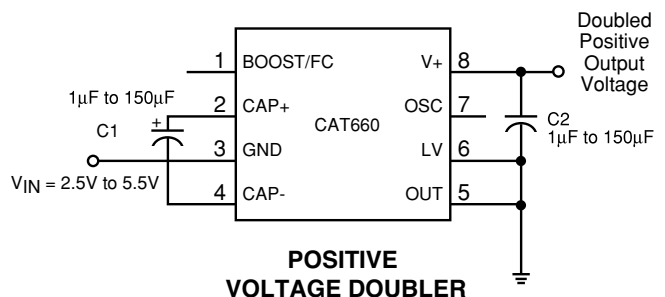 Doubled
Positive
Output
Voltage
1 BOOST/FC V+ 8
1µF to 150µF
2 CAP+ OSC 7
+
C1 CAT660 C2
1µF to 150µF
3 GND LV 6
VIN = 2.5V to 5.5V
4 CAP- OUT 5
POSITIVE
VOLTAGE DOUBLER